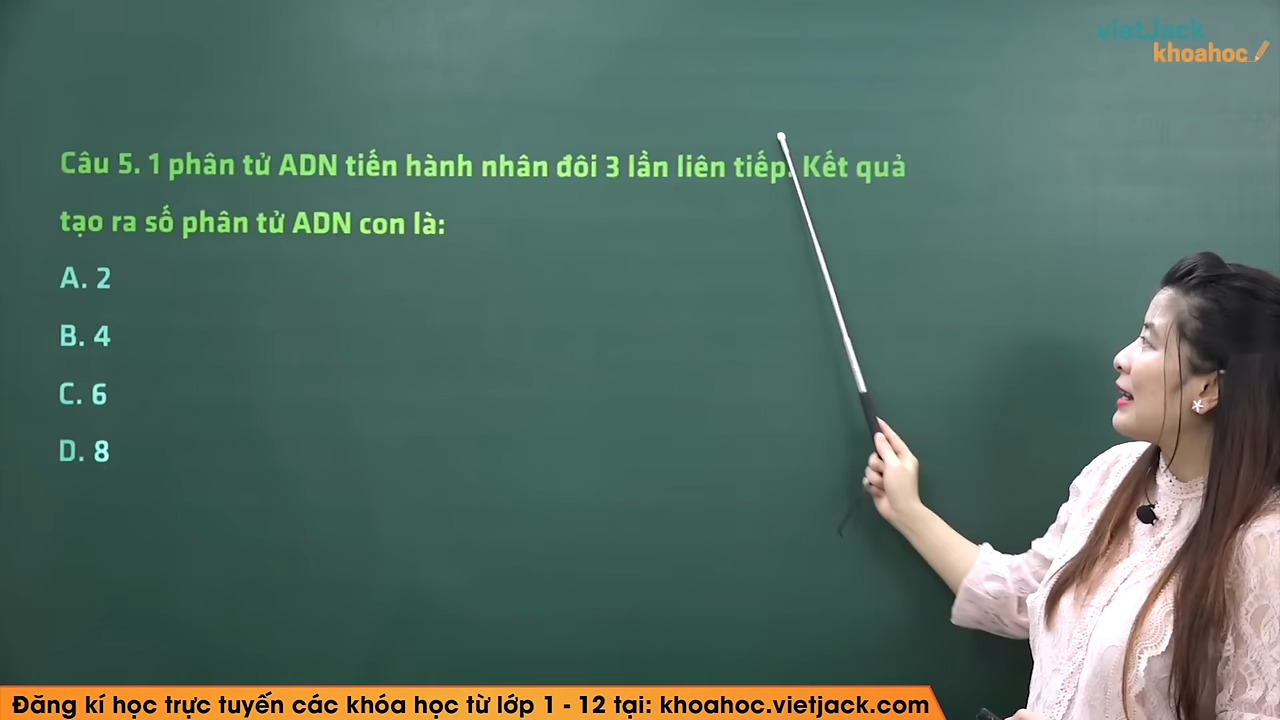 vietJack
khoahoc
Câu 5. 1 phân tử ADN tiến hành nhân đôi 3 lần liên tiếp. Kết quả
tạo ra số phân tử ADN con là:
A. 2
B. 4
C. 6
D. 8
Đăng kí học trực tuyến các khóa học từ lớp 1 - 12 tại: khoahoc.vietjack.com